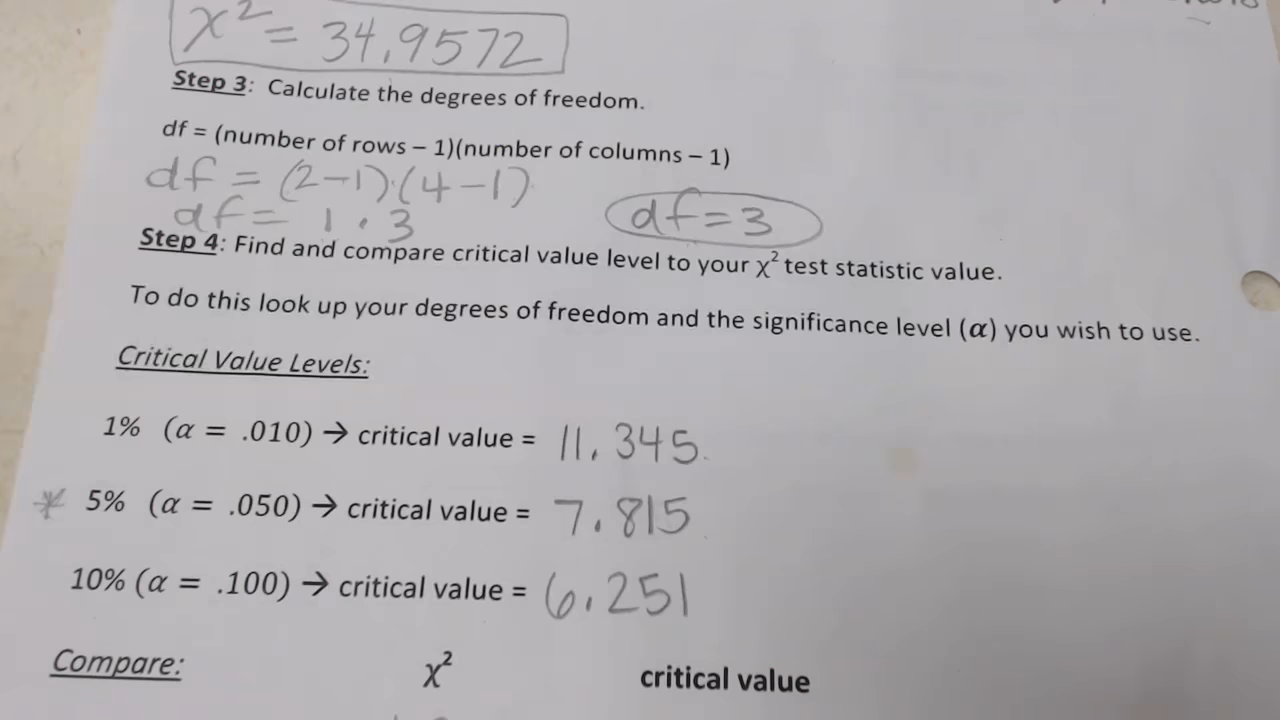 χ² = 34.9572
Step 3: Calculate the degrees of freedom.
df = (number of rows – 1)(number of columns – 1)
df = (2-1)·(4-1)
df = 1 · 3
df = 3
Step 4: Find and compare critical value level to your χ² test statistic value.
To do this look up your degrees of freedom and the significance level (α) you wish to use.
Critical Value Levels:
1% (α = .010) → critical value = 11.345
* 5% (α = .050) → critical value = 7.815
10% (α = .100) → critical value = 6.251
Compare: χ² critical value